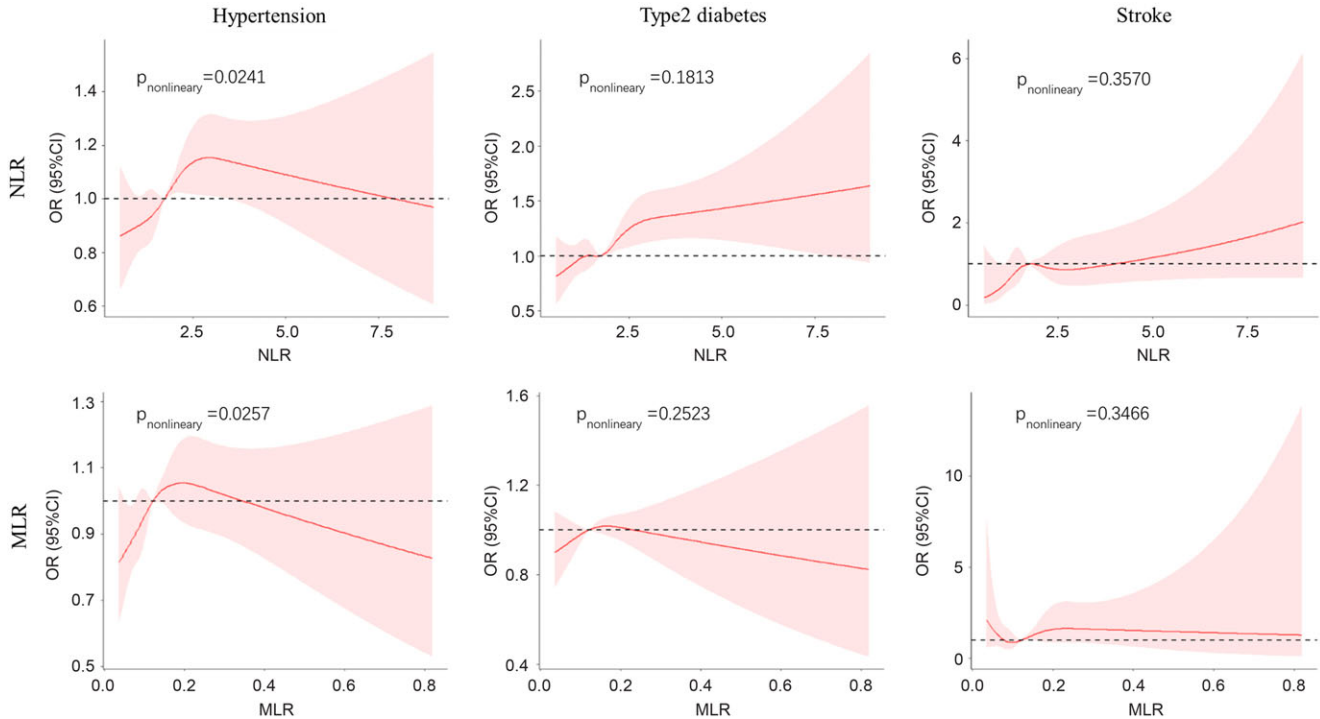 Hypertension
Type2 diabetes
Stroke
NLR
OR (95%CI)
1.4
1.2
1.0
0.8
0.6
p nonlineary =0.0241
2.5
5.0
7.5
NLR
OR (95%CI)
2.5
2.0
1.5
1.0
0.5
p nonlineary =0.1813
2.5
5.0
7.5
NLR
OR (95%CI)
6
4
2
0
p nonlineary =0.3570
2.5
5.0
7.5
NLR
MLR
OR (95%CI)
1.3
1.1
1.0
0.9
0.7
0.5
p nonlineary =0.0257
0.0
0.2
0.4
0.6
0.8
MLR
OR (95%CI)
1.6
1.2
1.0
0.8
0.4
p nonlineary =0.2523
0.0
0.2
0.4
0.6
0.8
MLR
OR (95%CI)
10
5
1
0
p nonlineary =0.3466
0.0
0.2
0.4
0.6
0.8
MLR